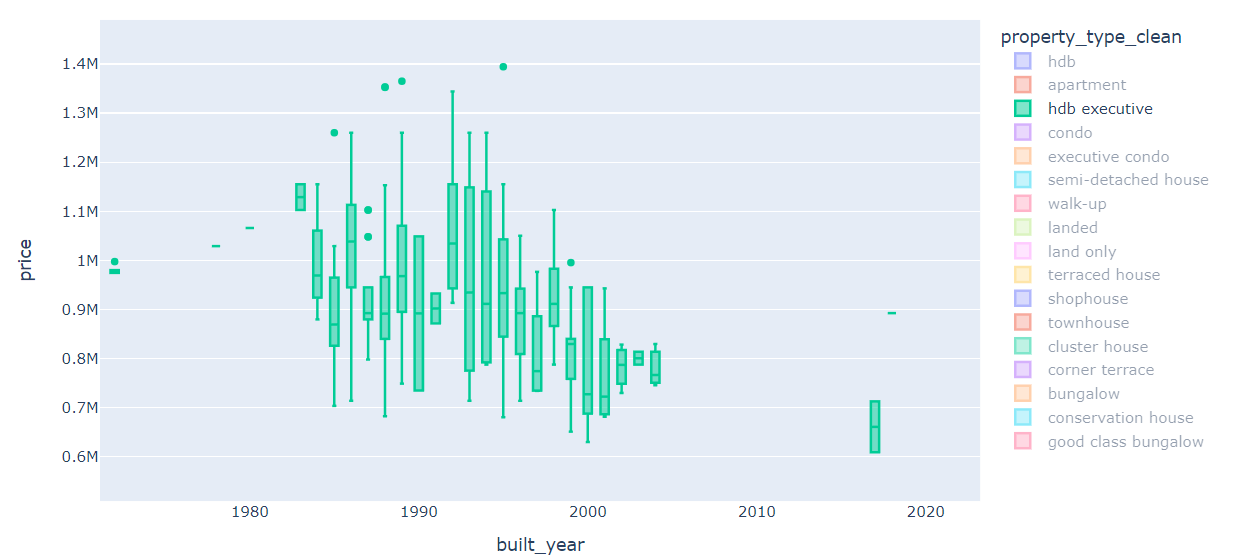 1.4M
1.3M
1.2M
1.1M
1M
0.9M
0.8M
0.7M
0.6M
price
1980 1990 2000 2010 2020
built_year
property_type_clean
hdb
apartment
hdb executive
condo
executive condo
semi-detached house
walk-up
landed
land only
terraced house
shophouse
townhouse
cluster house
corner terrace
bungalow
conservation house
good class bungalow